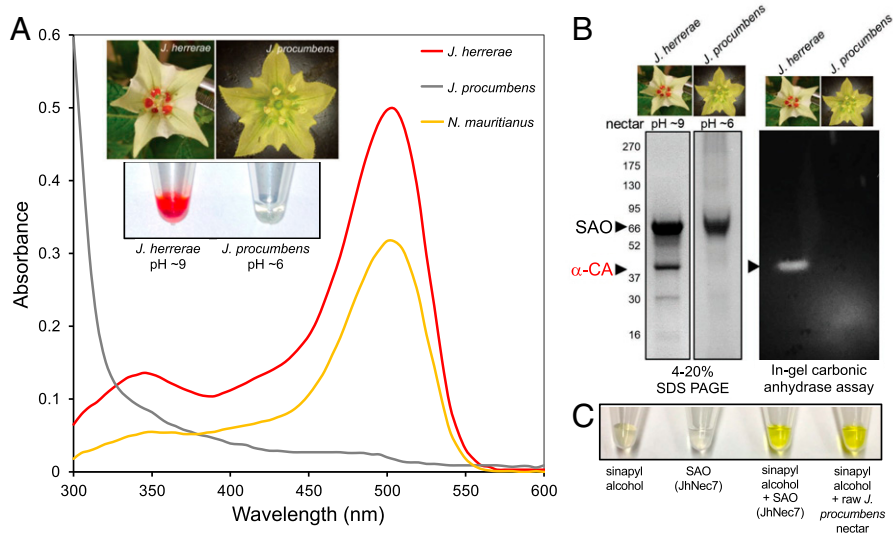 A
0.6
0.5
0.4
0.3
0.2
0.1
0
Absorbance
300
350
400
450
500
550
600
Wavelength (nm)
J. herrerae
J. procumbens
J. herrerae
pH ~9
J. procumbens
pH ~6
J. herrerae
J. procumbens
N. mauritianus
B
J. herrerae
J. procumbens
J. herrerae
J. procumbens
nectar
pH ~9
pH ~6
270
175
130
95
66
52
37
30
16
SAO
α-CA
4-20%
SDS PAGE
In-gel carbonic
anhydrase assay
C
sinapyl
alcohol
SAO
(JhNec7)
sinapyl
alcohol
+ SAO
(JhNec7)
sinapyl
alcohol
+ raw J.
procumbens
nectar